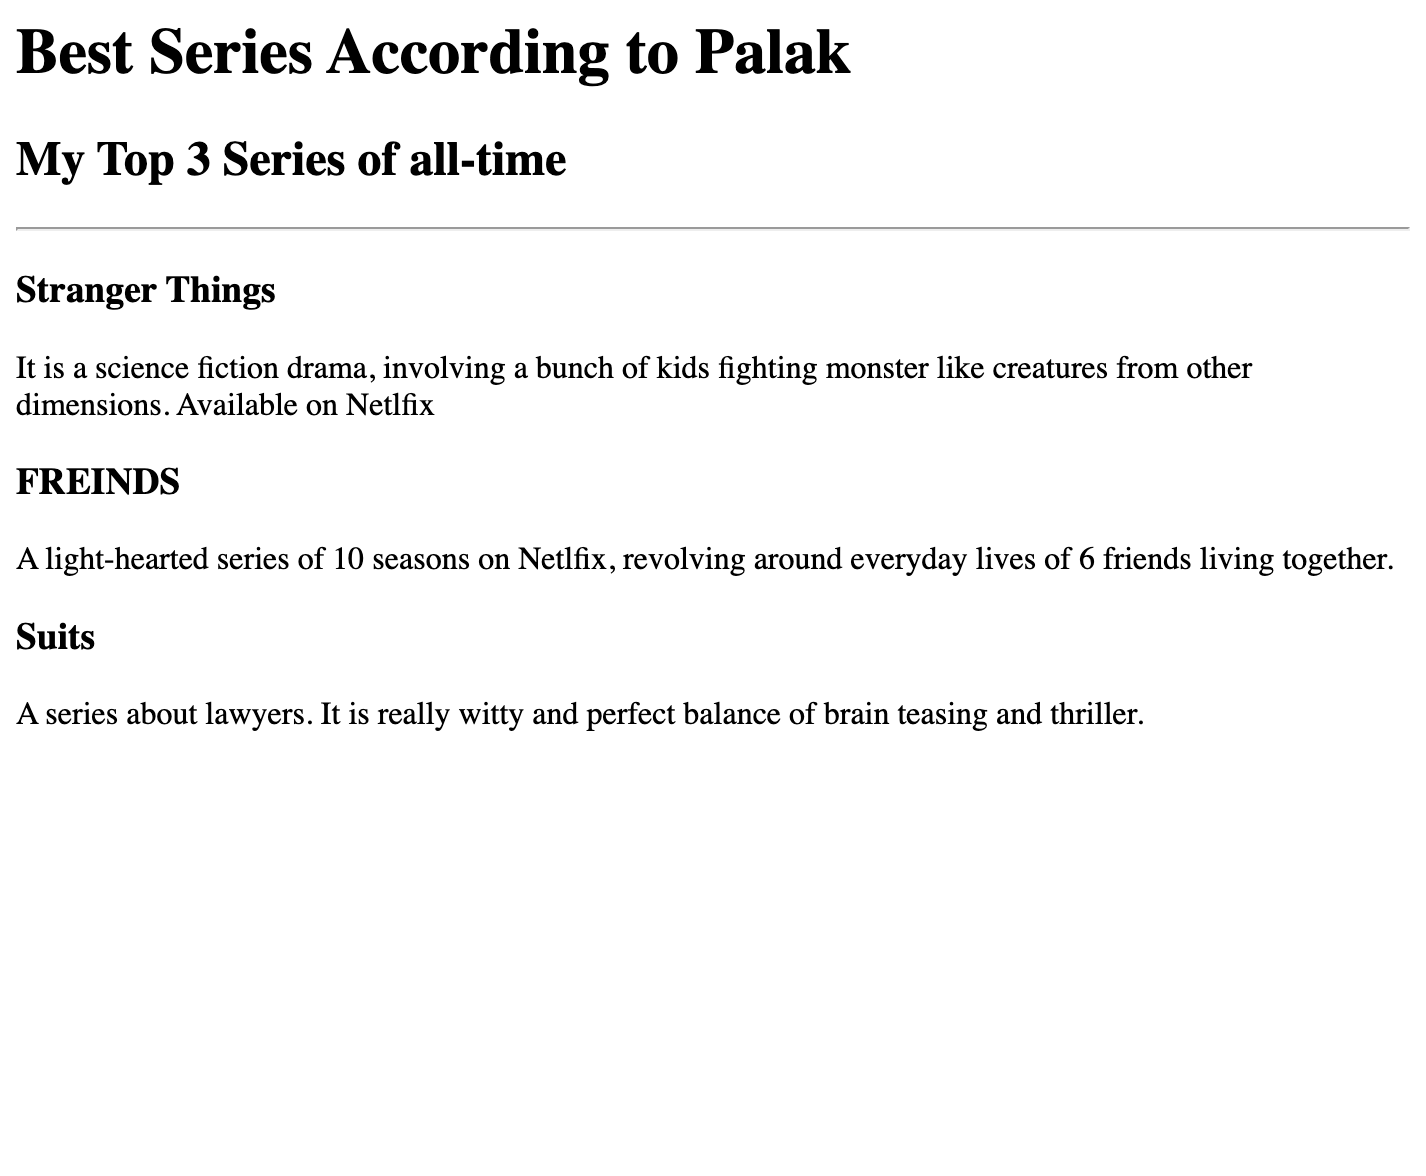 Best Series According to Palak
My Top 3 Series of all-time
Stranger Things
It is a science fiction drama, involving a bunch of kids fighting monster like creatures from other
dimensions. Available on Netlfix
FREINDS
A light-hearted series of 10 seasons on Netlfix, revolving around everyday lives of 6 friends living together.
Suits
A series about lawyers. It is really witty and perfect balance of brain teasing and thriller.